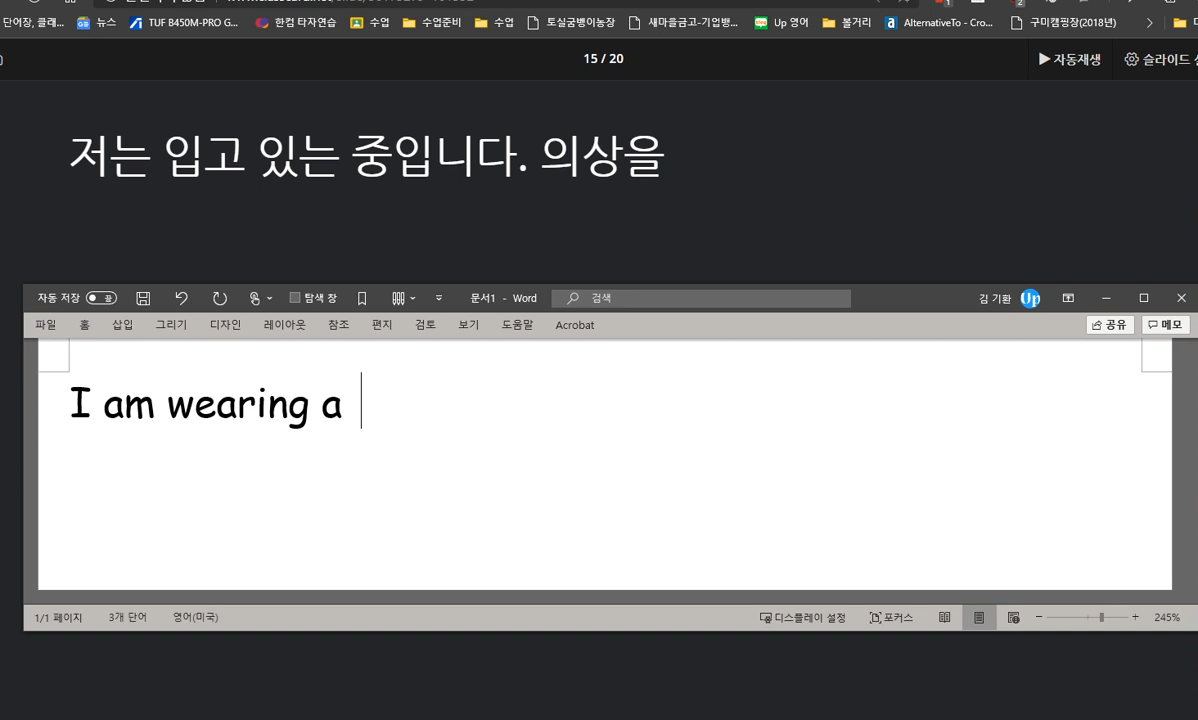 단어장, 클래...
뉴스
TUF B450M-PRO G...
한컴 타자연습
수업
수업준비
수업
토실굼벵이농장
새마을금고-기업뱅...
Up 영어
볼거리
AlternativeTo - Cro...
구미캠핑장(2018년)
15 / 20
자동재생
슬라이드
저는 입고 있는 중입니다. 의상을
자동 저장
끔
탐색 창
문서1 - Word
검색
김 기환
Up
파일 홈 삽입 그리기 디자인 레이아웃 참조 편지 검토 보기 도움말 Acrobat
공유
메모
I am wearing a
1/1 페이지
3개 단어
영어(미국)
디스플레이 설정
포커스
245%